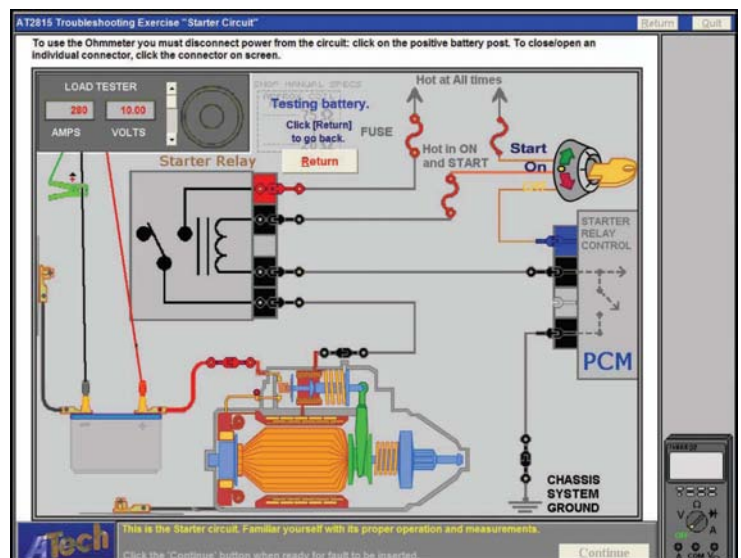 AT2815 Troubleshooting Exercise "Starter Circuit"
Return
Quit
To use the Ohmmeter you must disconnect power from the circuit: click on the positive battery post. To close/open an
individual connector, click the connector on screen.
LOAD TESTER
280
10.00
AMPS
VOLTS
SHOP MANUAL SPECS
Testing battery.
Click [Return]
to go back.
Return
FUSE
Hot at All times
Hot in ON
and START
Start
On
Starter Relay
STARTER
RELAY
CONTROL
PCM
CHASSIS
SYSTEM
GROUND
ATech
This is the Starter circuit. Familiar yourself with its proper operation and measurements.
Click the 'Continue' button when ready for fault to be inserted.
Continue
V
Ω
A
OFF
COM